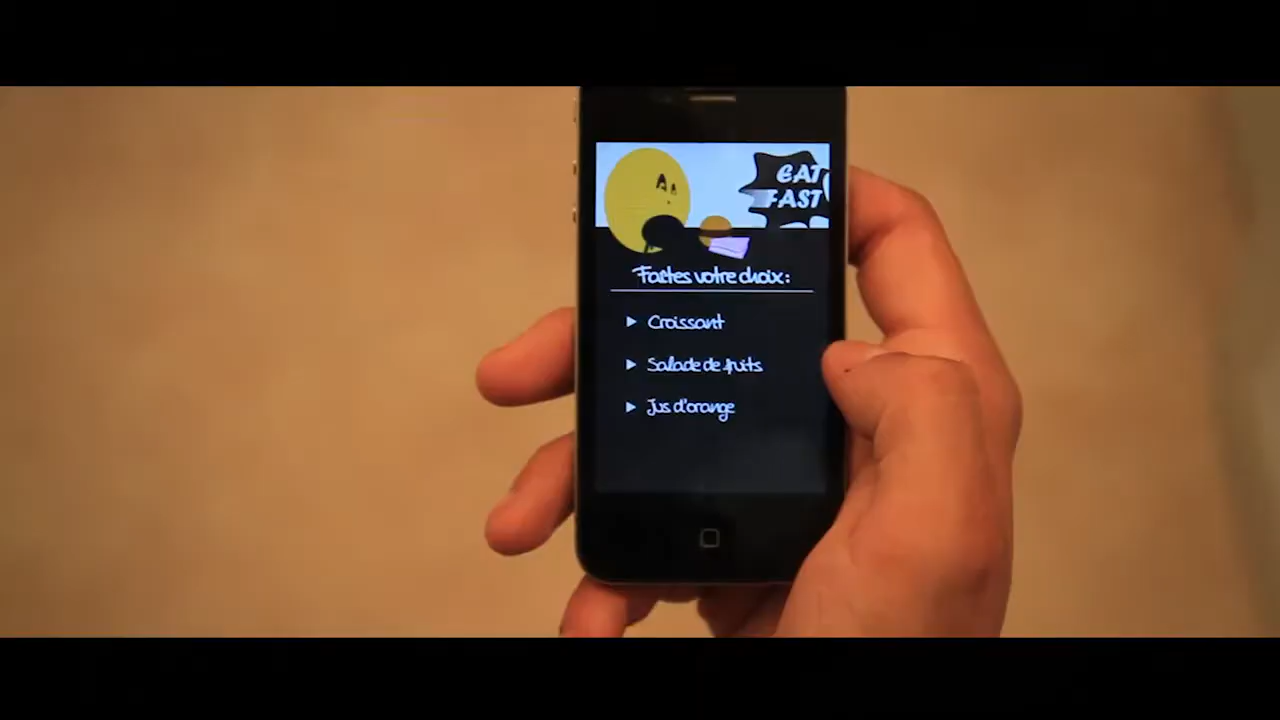 EAT
FAST
Faites votre choix :
Croissant
Salade de fruits
Jus d'orange